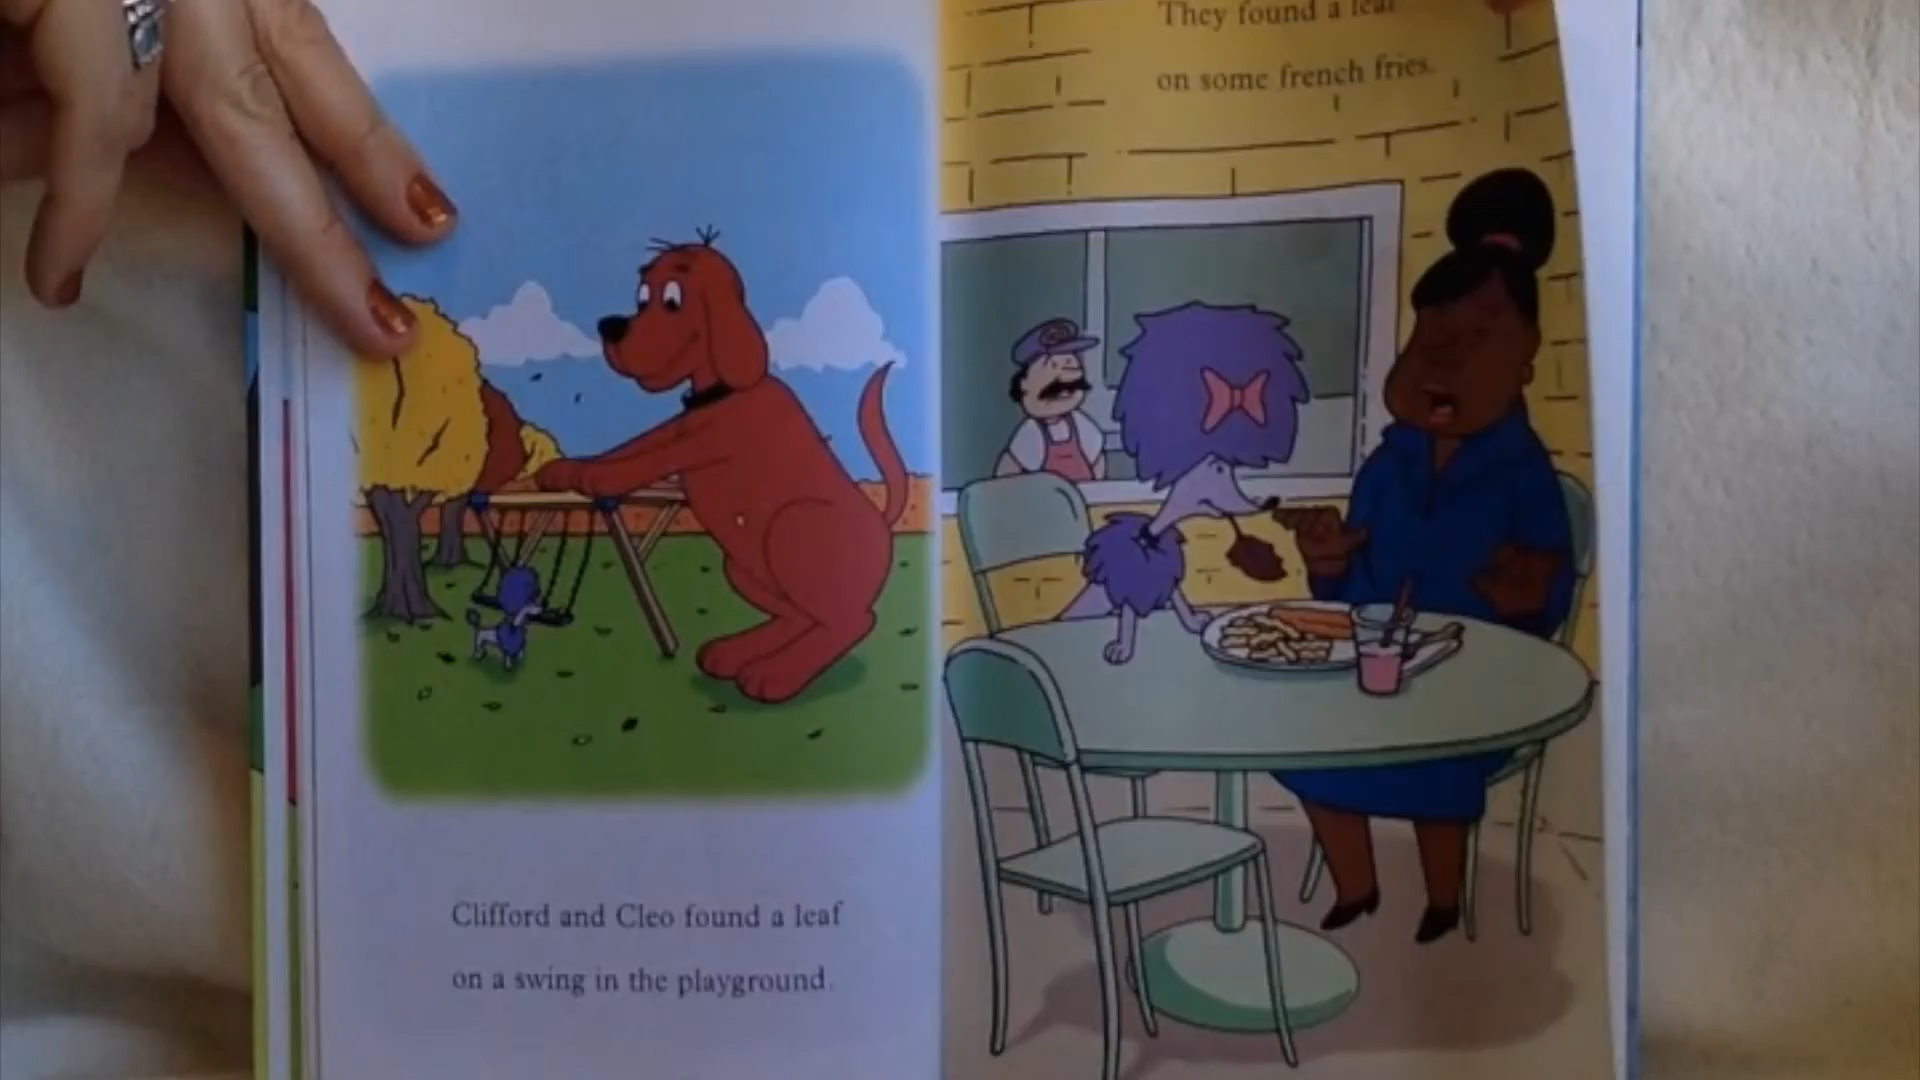 Clifford and Cleo found a leaf
on a swing in the playground.
They found a leaf
on some french fries.